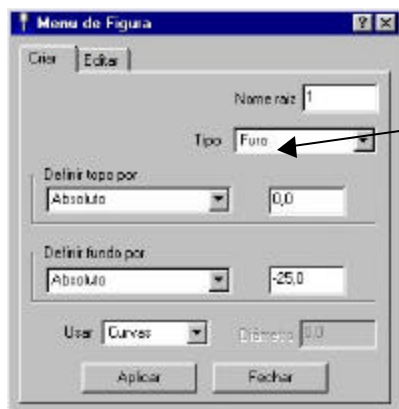 Menu de Figura
Criar Editar
Nome raiz 1
Tipo Furo
Definir topo por
Absoluto 0,0
Definir fundo por
Absoluto -25,0
Usar Curvas Diâmetro 0.0
Aplicar Fechar